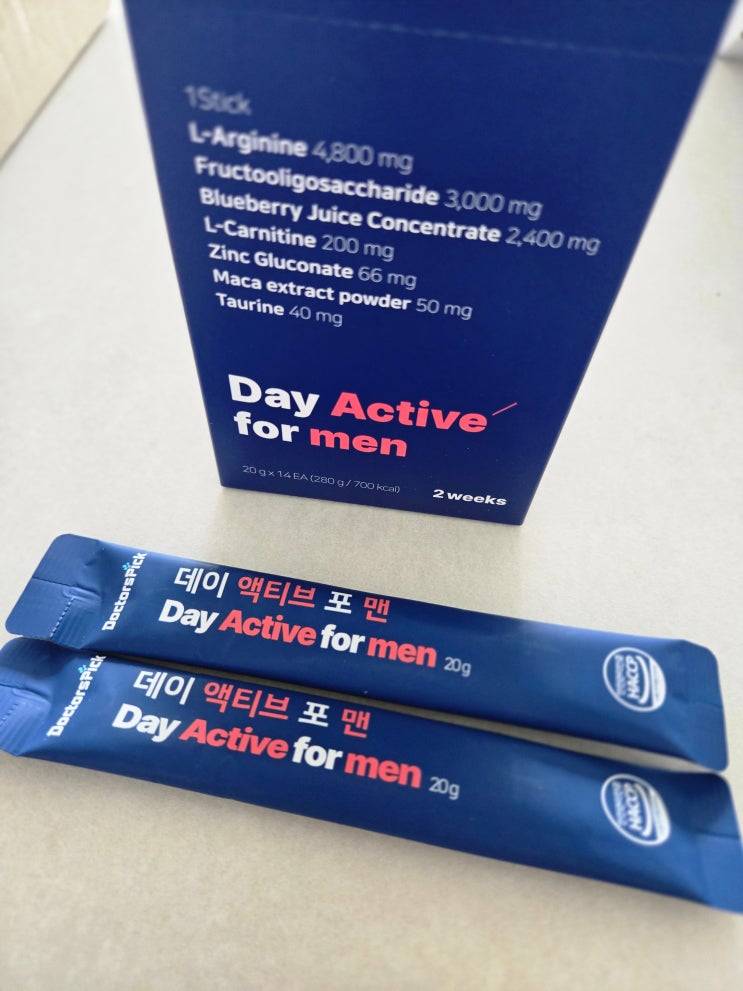 1Stick
L-Arginine 4,800 mg
Fructooligosaccharide 3,000 mg
Blueberry Juice Concentrate 2,400 mg
L-Carnitine 200 mg
Zinc Gluconate 66 mg
Maca extract powder 50 mg
Taurine 40 mg
Day Active
for men
20 g x 14 EA (280 g / 700 kcal)
2 weeks
DoctorsPick
데이 액티브 포 맨
Day Active for men 20g
HACCP
DoctorsPick
데이 액티브 포 맨
Day Active for men 20g
HACCP